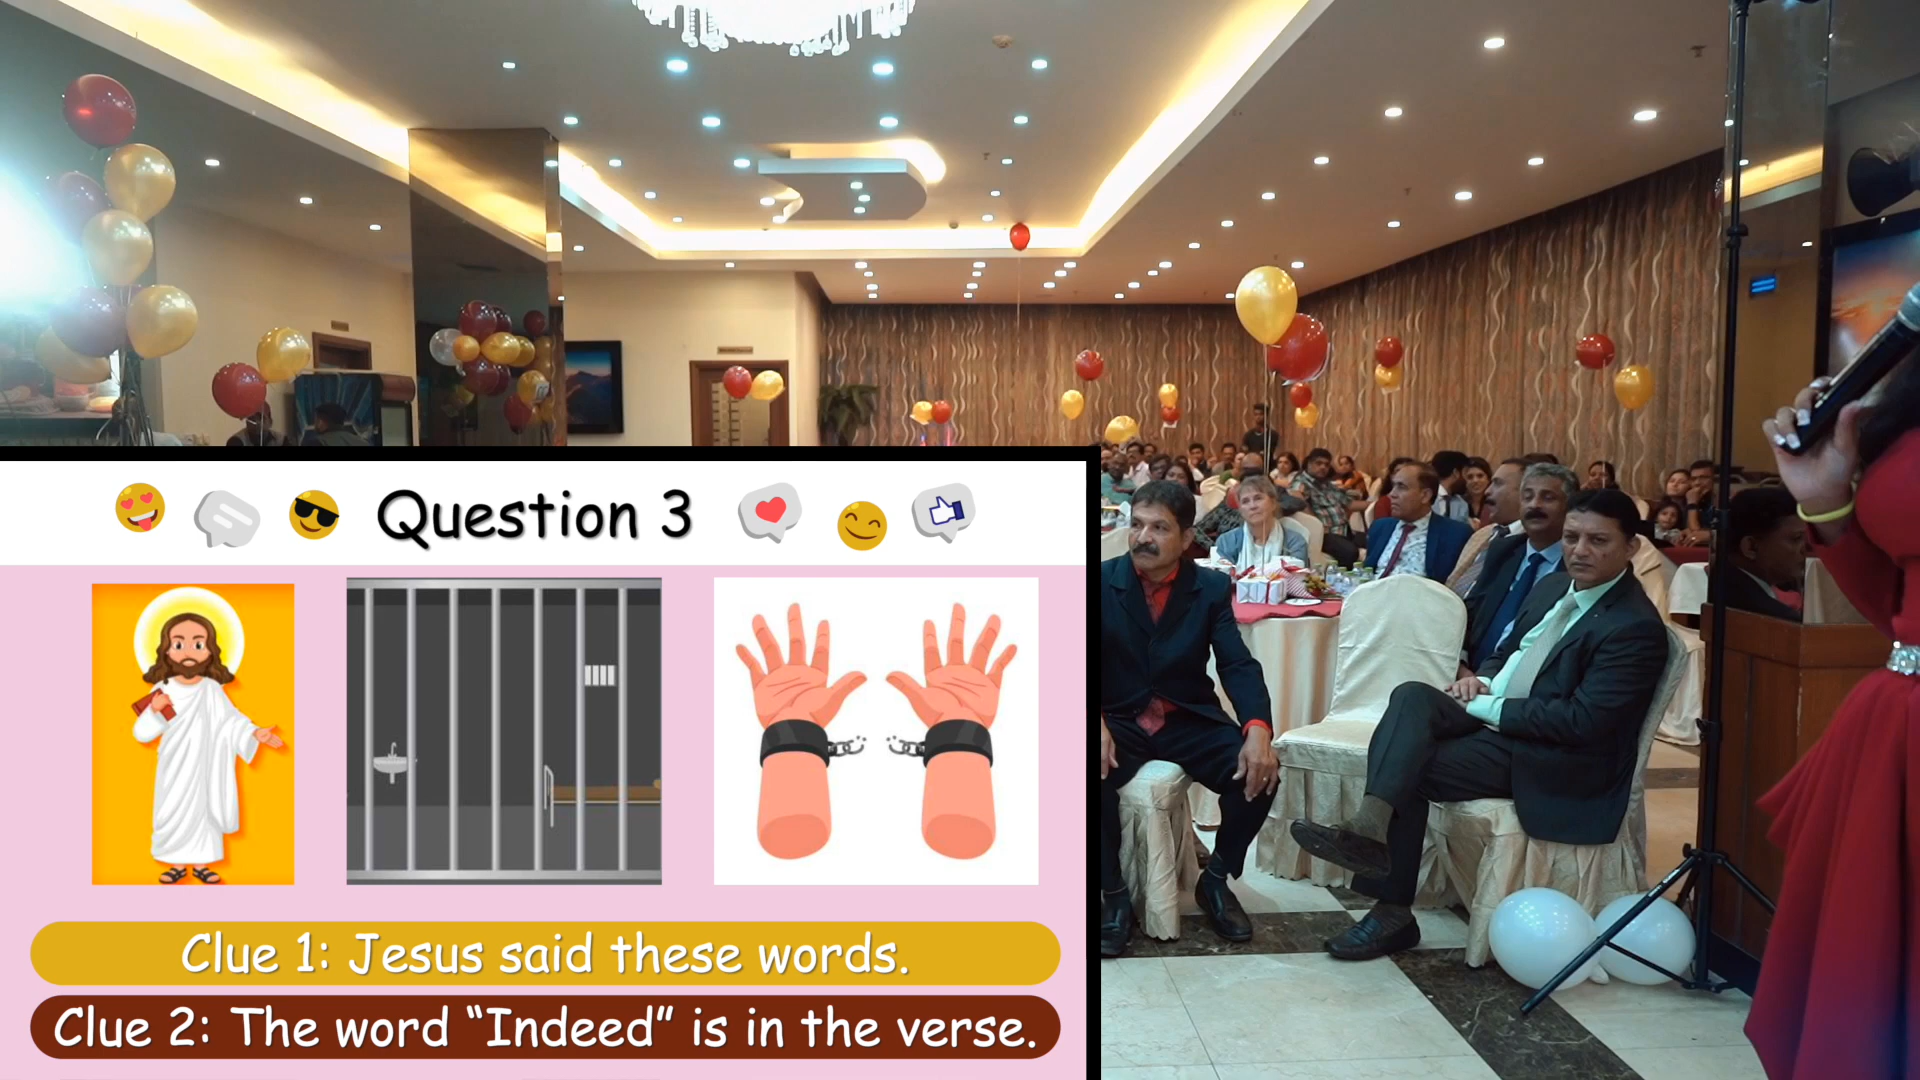 Question 3
Clue 1: Jesus said these words.
Clue 2: The word “Indeed” is in the verse.